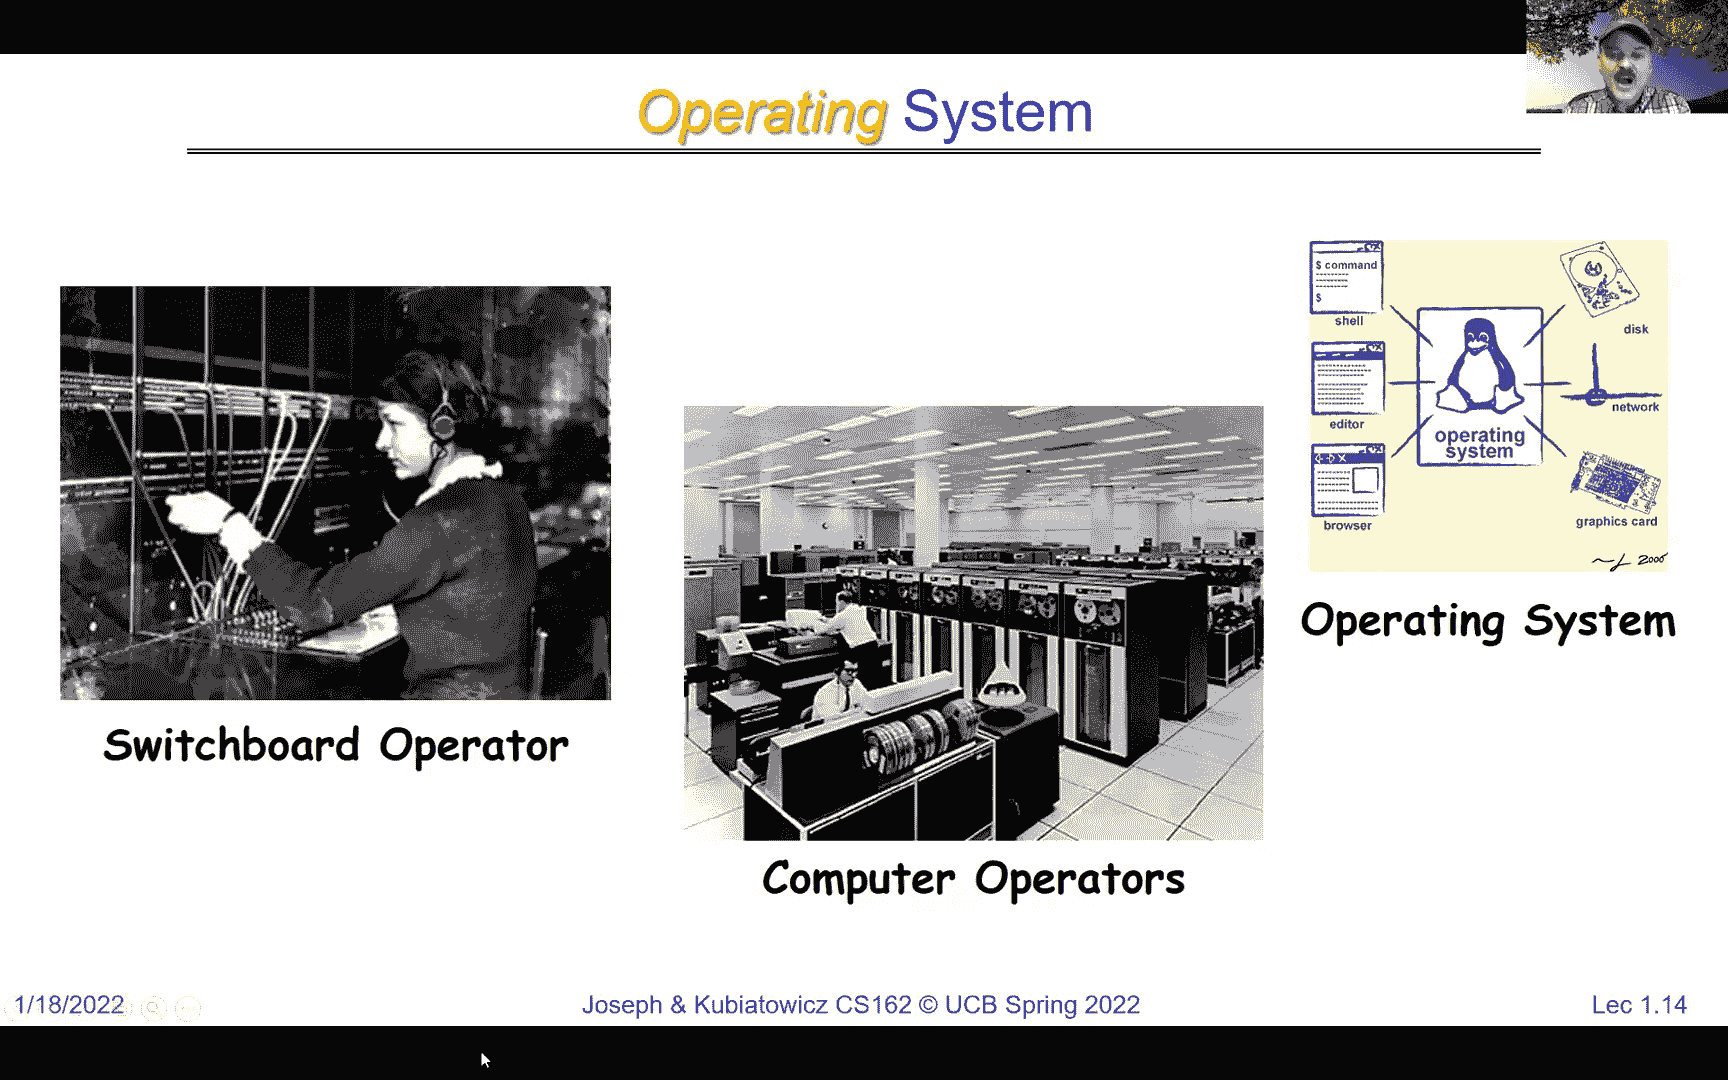 Operating System
$ command
$
shell
editor
browser
operating
system
disk
network
graphics card
2006
Switchboard Operator
Computer Operators
Operating System
1/18/2022
Joseph & Kubiatowicz CS162 © UCB Spring 2022
Lec 1.14